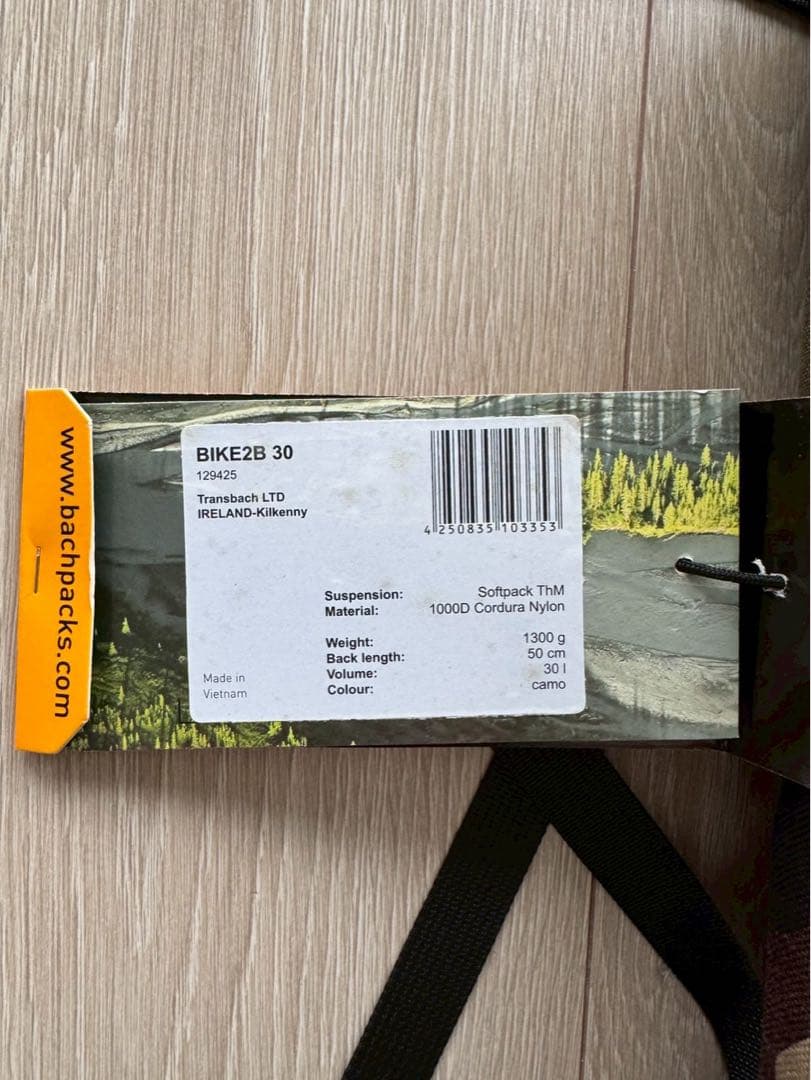 www.bachpacks.com
BIKE2B 30
129425
Transbach LTD
IRELAND-Kilkenny
4 250835 103353
Suspension: Softpack ThM
Material: 1000D Cordura Nylon
Weight: 1300 g
Back length: 50 cm
Volume: 30 l
Colour: camo
Made in
Vietnam